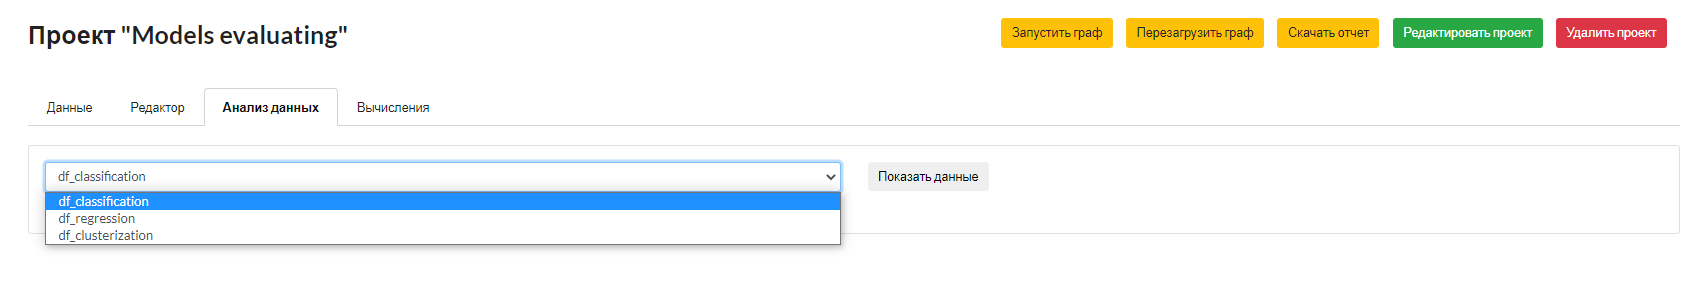 Проект "Models evaluating"
Запустить граф
Перезагрузить граф
Скачать отчет
Редактировать проект
Удалить проект
Данные
Редактор
Анализ данных
Вычисления
df_classification
Показать данные
df_classification
df_regression
df_clusterization